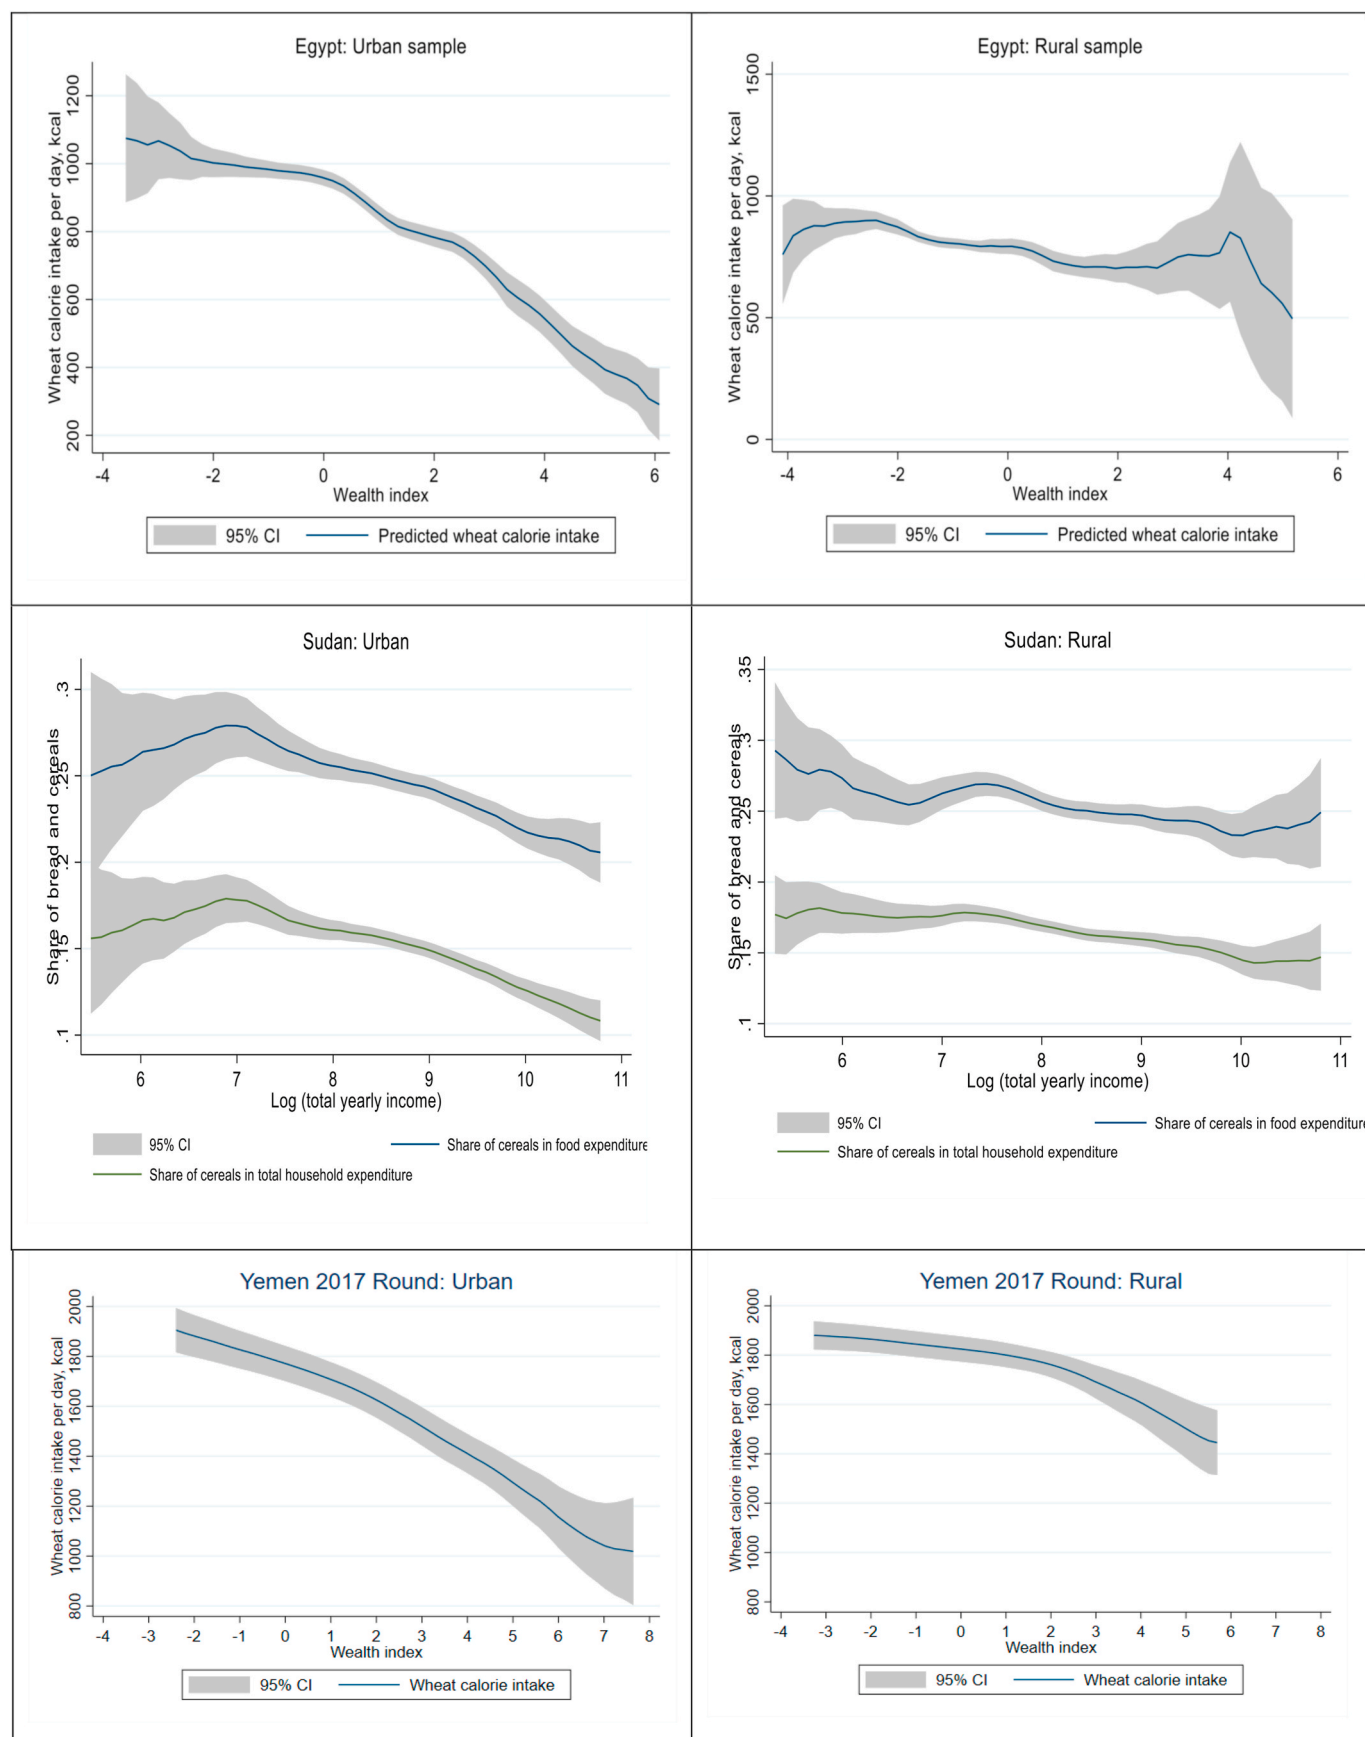 Egypt: Urban sample
Wheat calorie intake per day, kcal
1200
1000
800
600
400
200
-4 -2 0 2 4 6
Wealth index
95% CI Predicted wheat calorie intake
Egypt: Rural sample
Wheat calorie intake per day, kcal
1500
1000
500
0
-4 -2 0 2 4 6
Wealth index
95% CI Predicted wheat calorie intake
Sudan: Urban
Share of bread and cereals
.3
.25
.2
.15
.1
6 7 8 9 10 11
Log (total yearly income)
95% CI Share of cereals in food expenditure
Share of cereals in total household expenditure
Sudan: Rural
Share of bread and cereals
.35
.3
.25
.2
.15
.1
6 7 8 9 10 11
Log (total yearly income)
95% CI Share of cereals in food expenditure
Share of cereals in total household expenditure
Yemen 2017 Round: Urban
Wheat calorie intake per day, kcal
2000
1800
1600
1400
1200
1000
800
-4 -3 -2 -1 0 1 2 3 4 5 6 7 8
Wealth index
95% CI Wheat calorie intake
Yemen 2017 Round: Rural
Wheat calorie intake per day, kcal
2000
1800
1600
1400
1200
1000
800
-4 -3 -2 -1 0 1 2 3 4 5 6 7 8
Wealth index
95% CI Wheat calorie intake